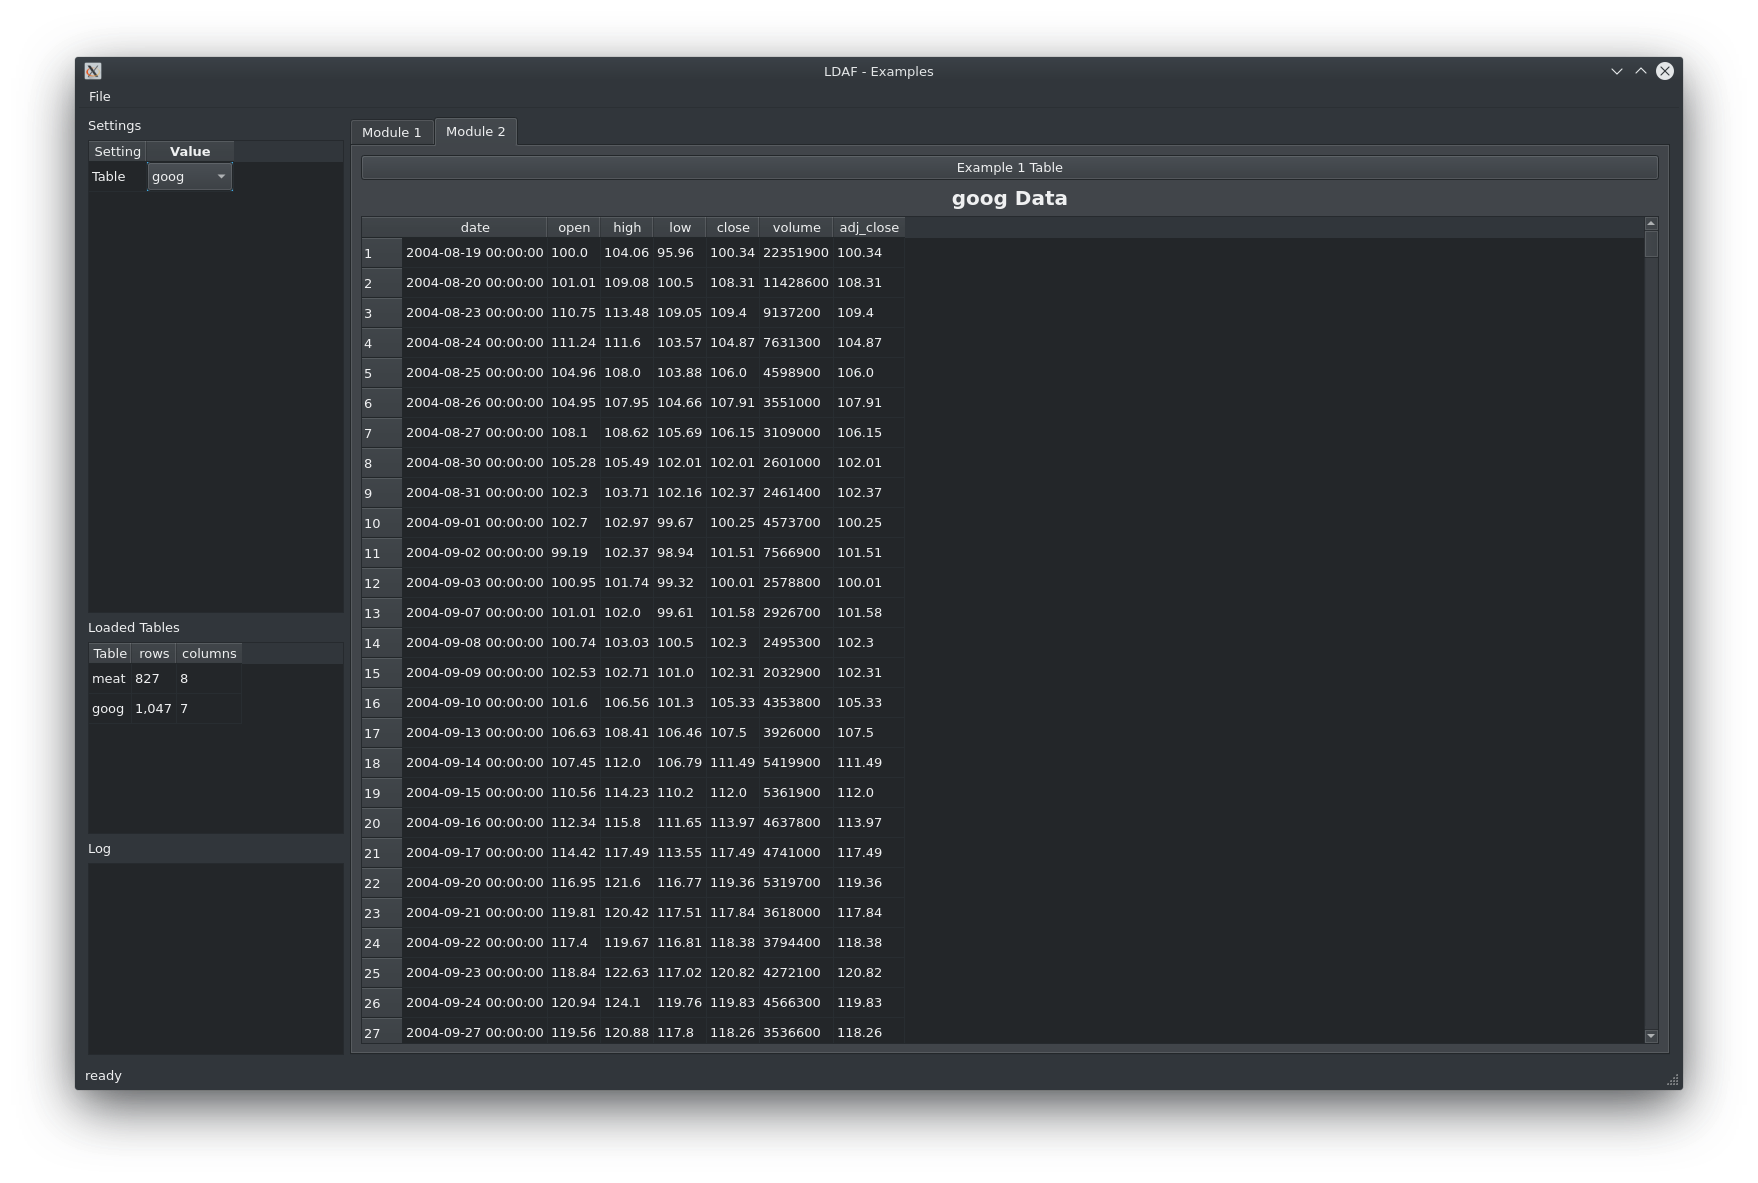 LDAF - Examples
File
Settings
Setting Value
Table goog
Loaded Tables
Table rows columns
meat 827 8
goog 1,047 7
Log
Module 1 Module 2
Example 1 Table
goog Data
date open high low close volume adj_close
1 2004-08-19 00:00:00 100.0 104.06 95.96 100.34 22351900 100.34
2 2004-08-20 00:00:00 101.01 109.08 100.5 108.31 11428600 108.31
3 2004-08-23 00:00:00 110.75 113.48 109.05 109.4 9137200 109.4
4 2004-08-24 00:00:00 111.24 111.6 103.57 104.87 7631300 104.87
5 2004-08-25 00:00:00 104.96 108.0 103.88 106.0 4598900 106.0
6 2004-08-26 00:00:00 104.95 107.95 104.66 107.91 3551000 107.91
7 2004-08-27 00:00:00 108.1 108.62 105.69 106.15 3109000 106.15
8 2004-08-30 00:00:00 105.28 105.49 102.01 102.01 2601000 102.01
9 2004-08-31 00:00:00 102.3 103.71 102.16 102.37 2461400 102.37
10 2004-09-01 00:00:00 102.7 102.97 99.67 100.25 4573700 100.25
11 2004-09-02 00:00:00 99.19 102.37 98.94 101.51 7566900 101.51
12 2004-09-03 00:00:00 100.95 101.74 99.32 100.01 2578800 100.01
13 2004-09-07 00:00:00 101.01 102.0 99.61 101.58 2926700 101.58
14 2004-09-08 00:00:00 100.74 103.03 100.5 102.3 2495300 102.3
15 2004-09-09 00:00:00 102.53 102.71 101.0 102.31 2032900 102.31
16 2004-09-10 00:00:00 101.6 106.56 101.3 105.33 4353800 105.33
17 2004-09-13 00:00:00 106.63 108.41 106.46 107.5 3926000 107.5
18 2004-09-14 00:00:00 107.45 112.0 106.79 111.49 5419900 111.49
19 2004-09-15 00:00:00 110.56 114.23 110.2 112.0 5361900 112.0
20 2004-09-16 00:00:00 112.34 115.8 111.65 113.97 4637800 113.97
21 2004-09-17 00:00:00 114.42 117.49 113.55 117.49 4741000 117.49
22 2004-09-20 00:00:00 116.95 121.6 116.77 119.36 5319700 119.36
23 2004-09-21 00:00:00 119.81 120.42 117.51 117.84 3618000 117.84
24 2004-09-22 00:00:00 117.4 119.67 116.81 118.38 3794400 118.38
25 2004-09-23 00:00:00 118.84 122.63 117.02 120.82 4272100 120.82
26 2004-09-24 00:00:00 120.94 124.1 119.76 119.83 4566300 119.83
27 2004-09-27 00:00:00 119.56 120.88 117.8 118.26 3536600 118.26
ready